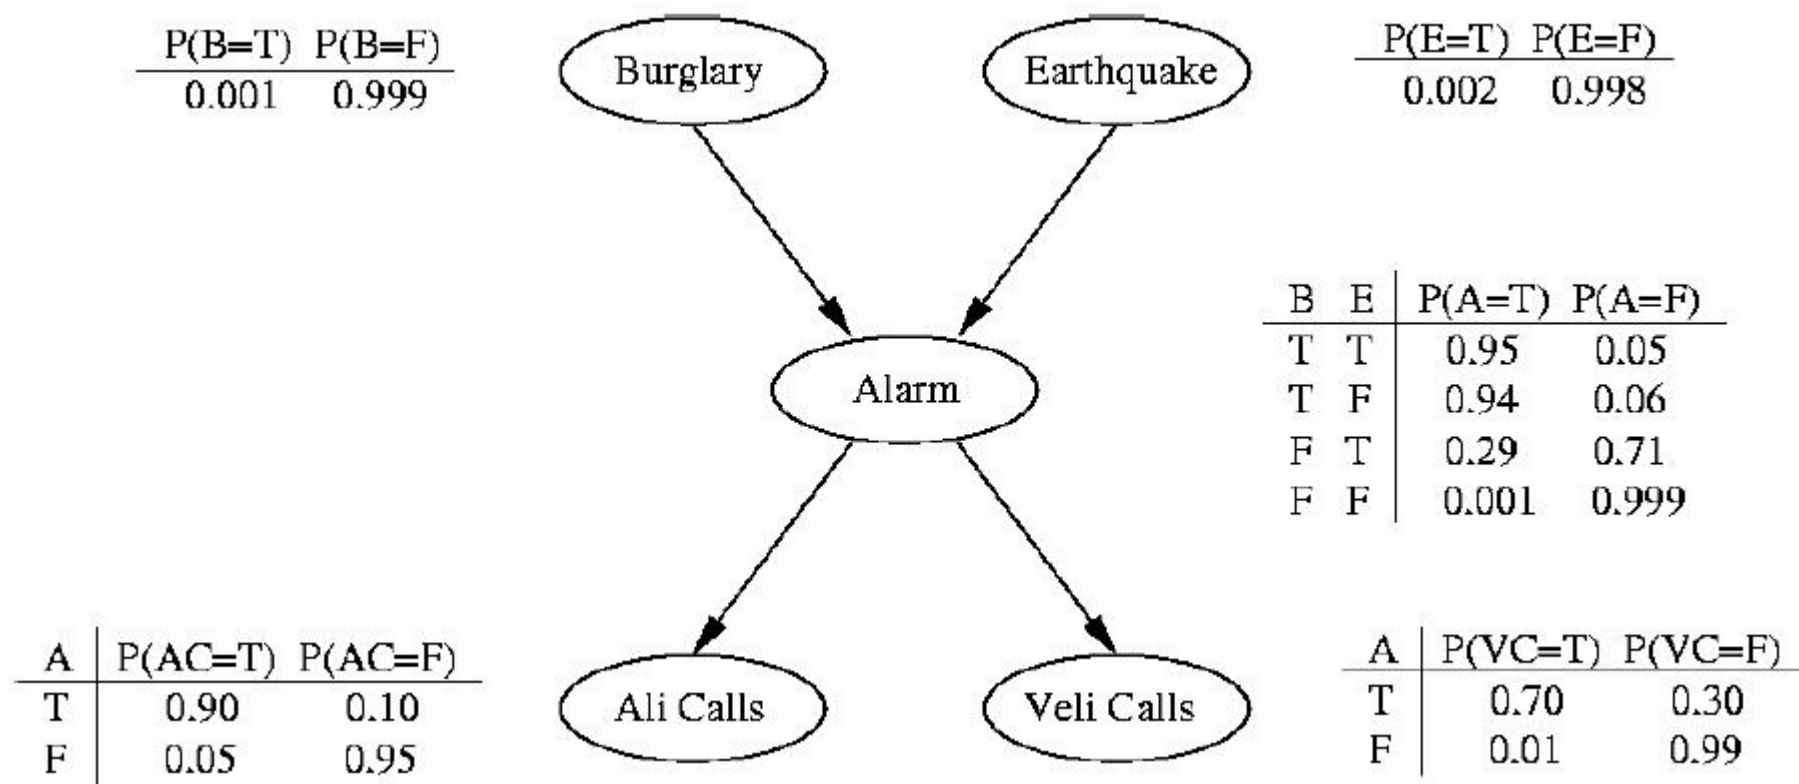 P(B=T) P(B=F)
0.001 0.999
Burglary
Earthquake
P(E=T) P(E=F)
0.002 0.998
B E P(A=T) P(A=F)
T T 0.95 0.05
T F 0.94 0.06
F T 0.29 0.71
F F 0.001 0.999
Alarm
A P(AC=T) P(AC=F)
T 0.90 0.10
F 0.05 0.95
Ali Calls
Veli Calls
A P(VC=T) P(VC=F)
T 0.70 0.30
F 0.01 0.99